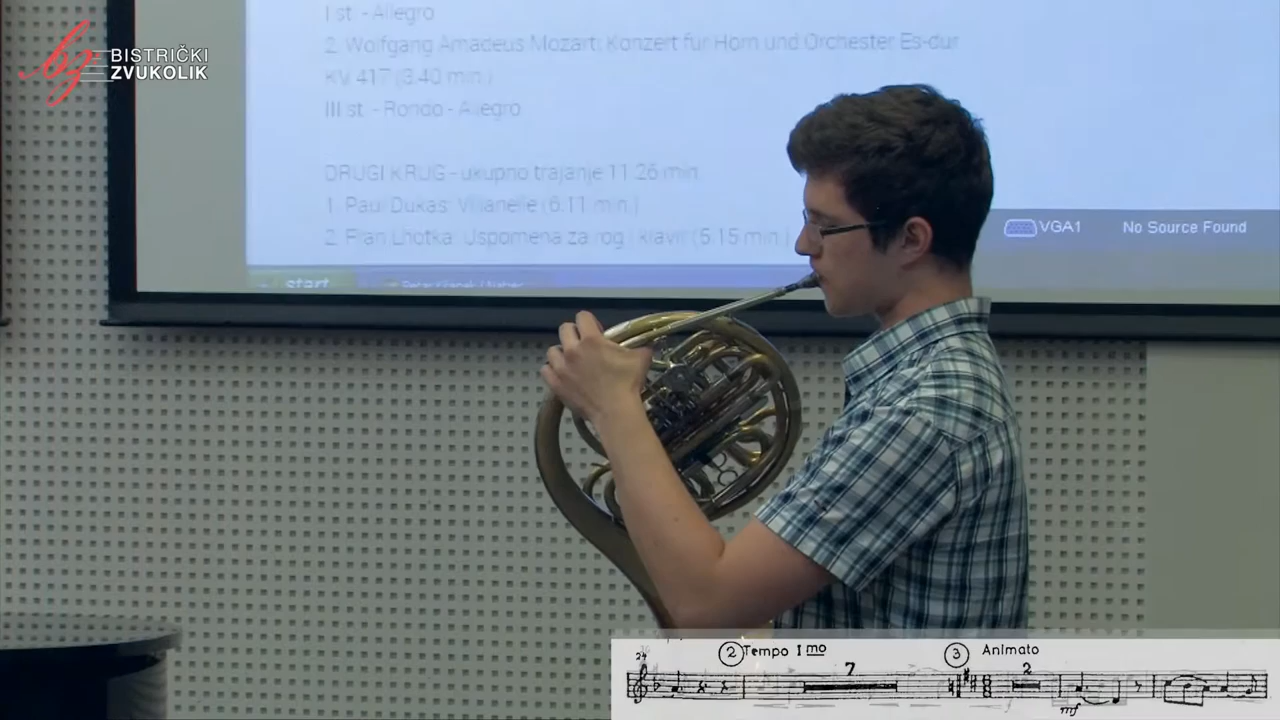 BISTRIČKI
ZVUKOLIK
I st. - Allegro
2. Wolfgang Amadeus Mozart: Konzert für Horn und Orchester Es-dur
KV 417 (3.40 min.)
III st. - Rondo - Allegro
DRUGI KRUG - ukupno trajanje 11.26 min.
1. Paul Dukas: Villanelle (6.11 min.)
2. Fran Lhotka: Uspomena za rog i klavir (5.15 min.)
VGA1 No Source Found
start
24 2 Tempo I mo 7 3 Animato 2
mf